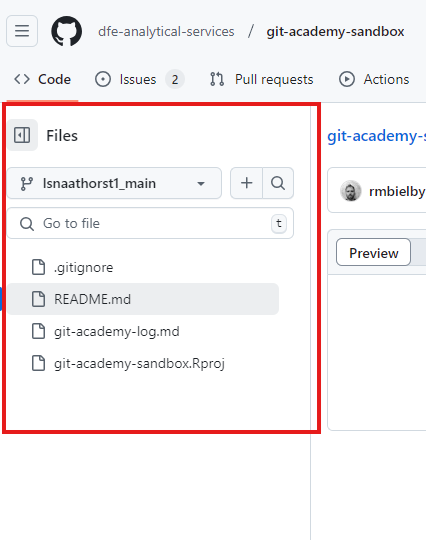 dfe-analytical-services / git-academy-sandbox
Code Issues 2 Pull requests Actions
Files
git-academy-s
lsnaathorst1_main
rmbielby
Go to file t
Preview
.gitignore
README.md
git-academy-log.md
git-academy-sandbox.Rproj